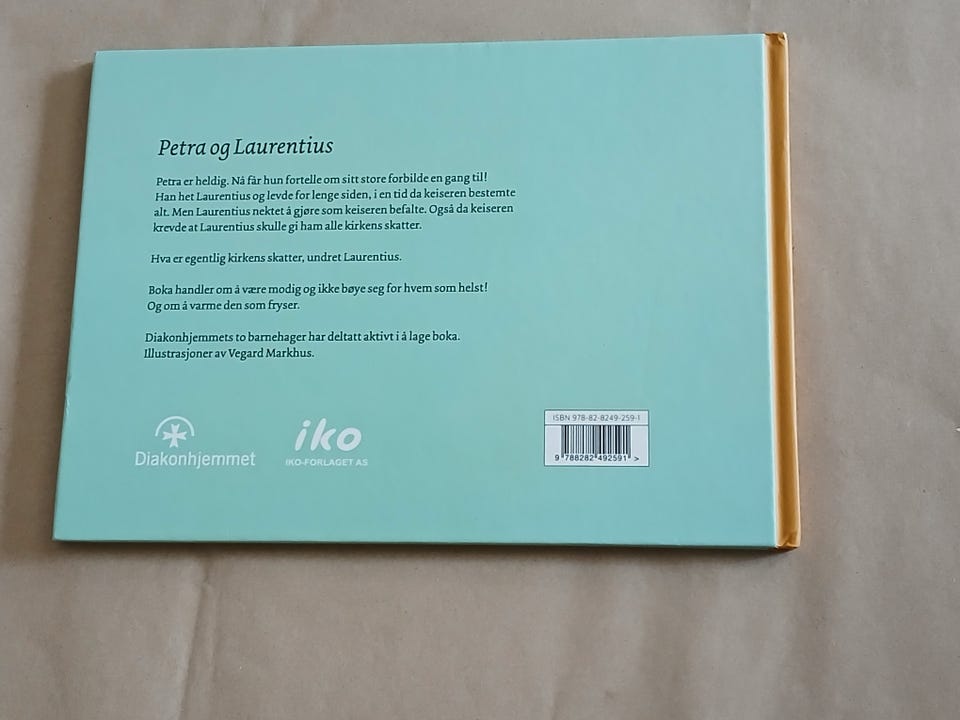 Petra og Laurentius
Petra er heldig. Nå får hun fortelle om sitt store forbilde en gang til!
Han het Laurentius og levde for lenge siden, i en tid da keiseren bestemte
alt. Men Laurentius nektet å gjøre som keiseren befalte. Også da keiseren
krevde at Laurentius skulle gi ham alle kirkens skatter.
Hva er egentlig kirkens skatter, undret Laurentius.
Boka handler om å være modig og ikke bøye seg for hvem som helst!
Og om å varme den som fryser.
Diakonhjemmets to barnehager har deltatt aktivt i å lage boka.
Illustrasjoner av Vegard Markhus.
Diakonhjemmet
iko
IKO-FORLAGET AS
ISBN 978-82-8249-259-1
9 788282 492591 >